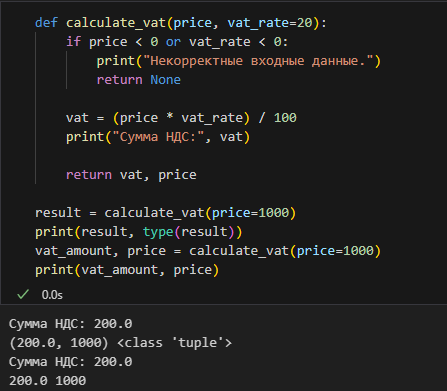 def calculate_vat(price, vat_rate=20):
    if price < 0 or vat_rate < 0:
        print("Некорректные входные данные.")
        return None
    vat = (price * vat_rate) / 100
    print("Сумма НДС:", vat)
    return vat, price
result = calculate_vat(price=1000)
print(result, type(result))
vat_amount, price = calculate_vat(price=1000)
print(vat_amount, price)
0.0s
Сумма НДС: 200.0
(200.0, 1000) <class 'tuple'>
Сумма НДС: 200.0
200.0 1000